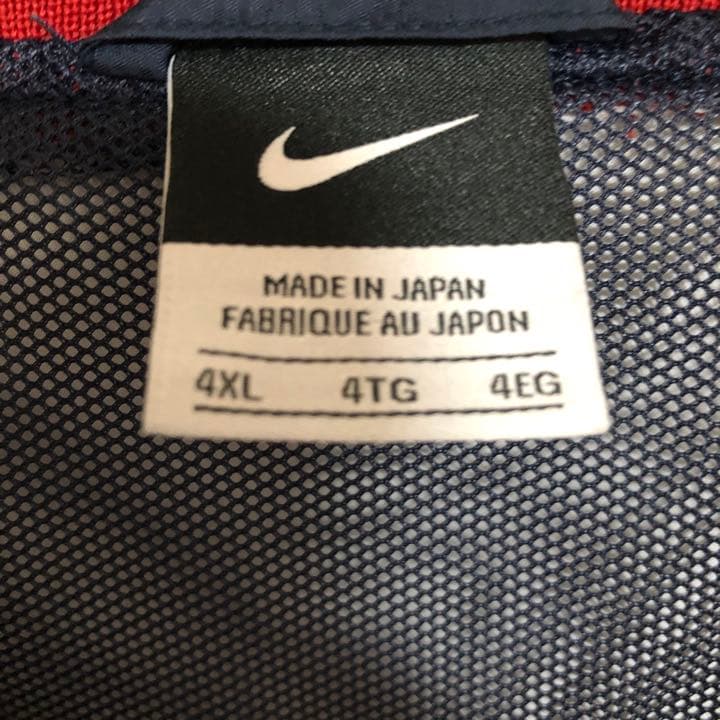 MADE IN JAPAN
FABRIQUE AU JAPON
4XL 4TG 4EG